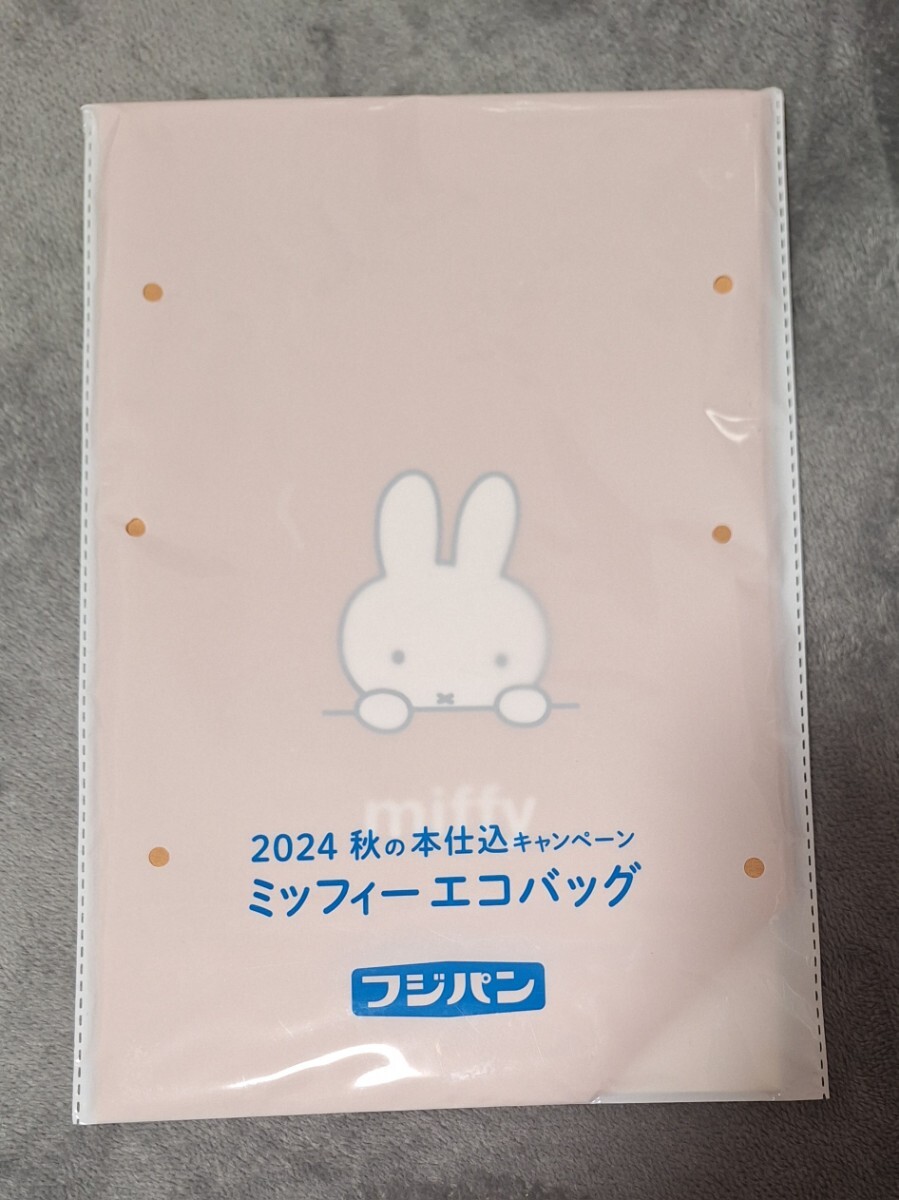 miffy
2024 秋の本仕込キャンペーン
ミッフィー エコバッグ
フジパン